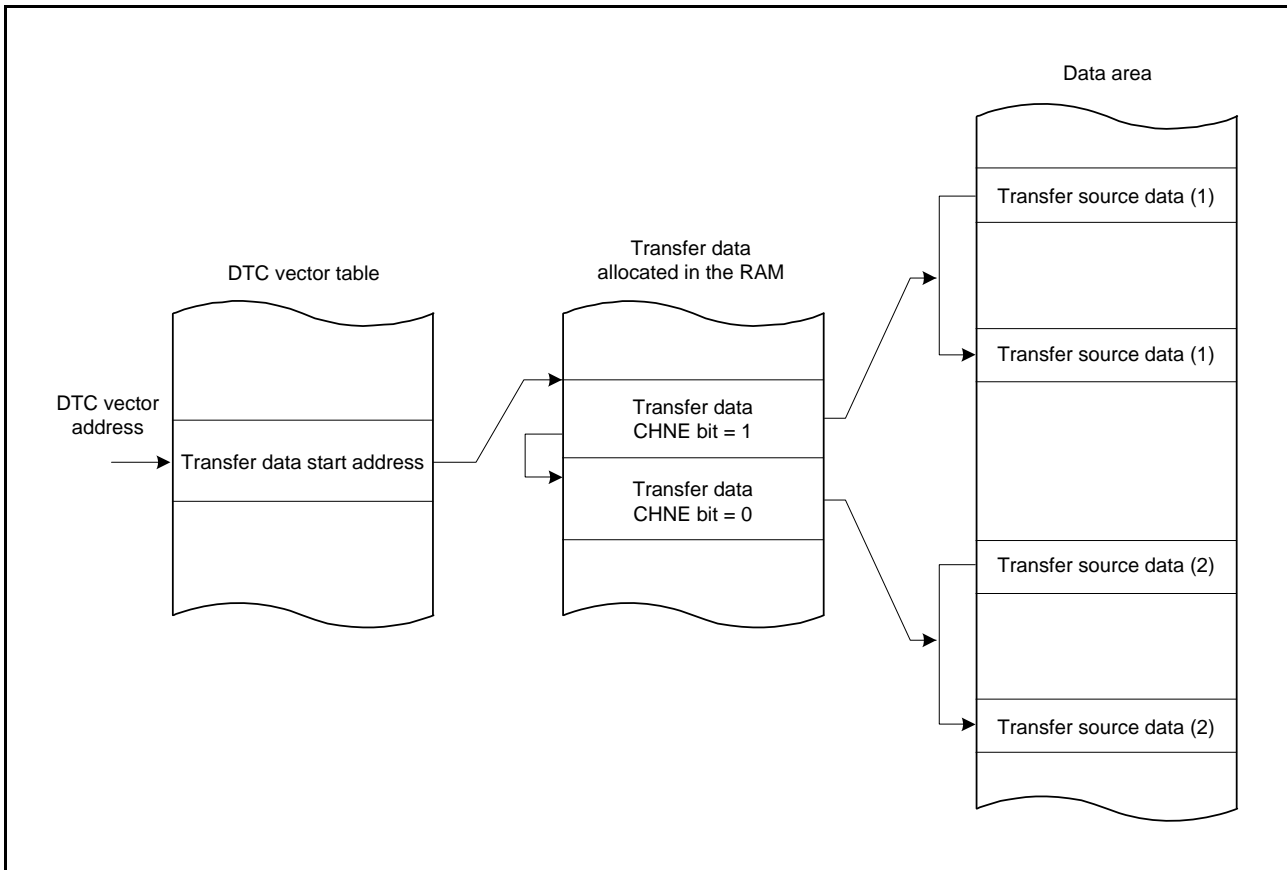 Data area
Transfer source data (1)
Transfer data
allocated in the RAM
DTC vector table
Transfer source data (1)
DTC vector
address
Transfer data
CHNE bit = 1
Transfer data start address
Transfer data
CHNE bit = 0
Transfer source data (2)
Transfer source data (2)